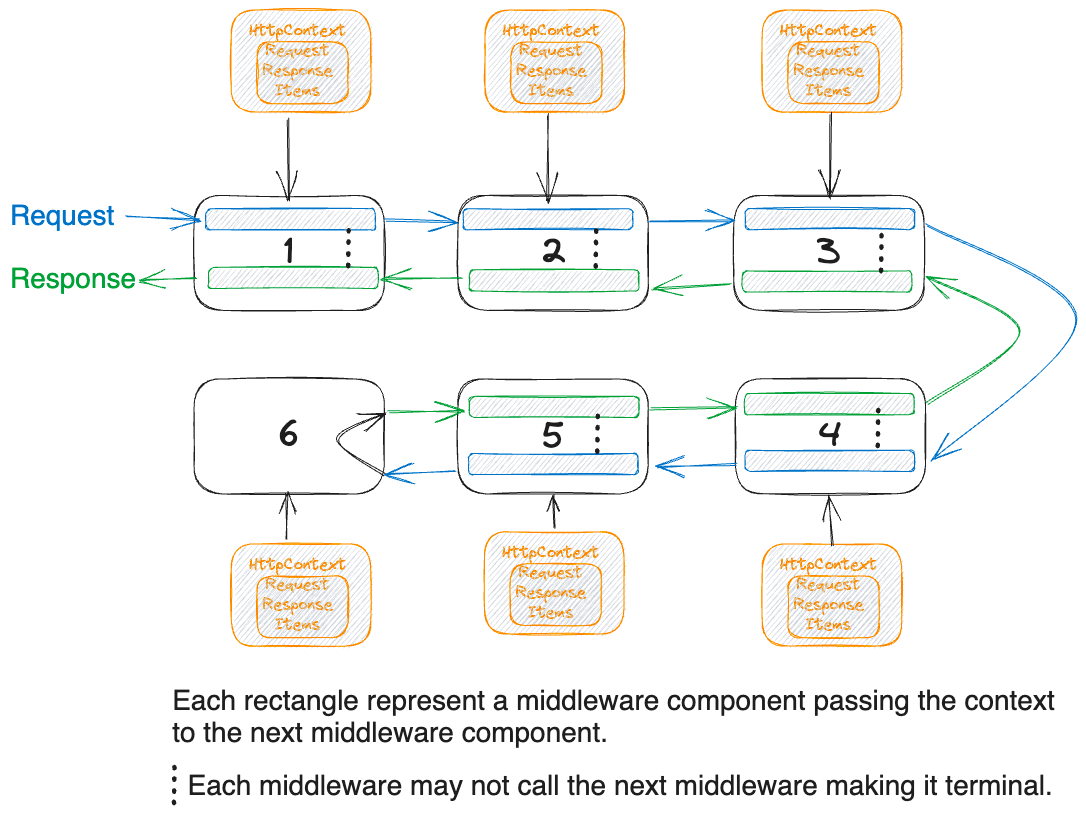 HttpContext
Request
Response
Items
HttpContext
Request
Response
Items
HttpContext
Request
Response
Items
Request
1
2
3
Response
6
5
4
HttpContext
Request
Response
Items
HttpContext
Request
Response
Items
HttpContext
Request
Response
Items
Each rectangle represent a middleware component passing the context
to the next middleware component.
Each middleware may not call the next middleware making it terminal.